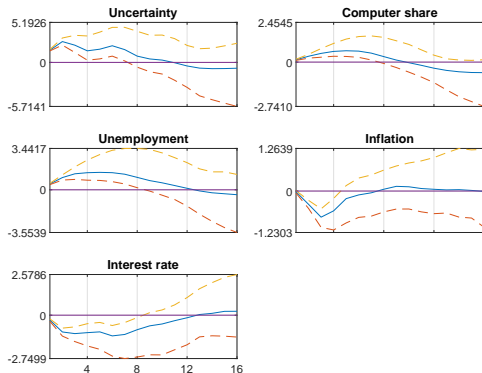 Uncertainty
5.1926
0
-5.7141
Computer share
2.4545
0
-2.7410
Unemployment
3.4417
0
-3.5539
Inflation
1.2639
0
-1.2303
Interest rate
2.5786
0
-2.7499
4 8 12 16